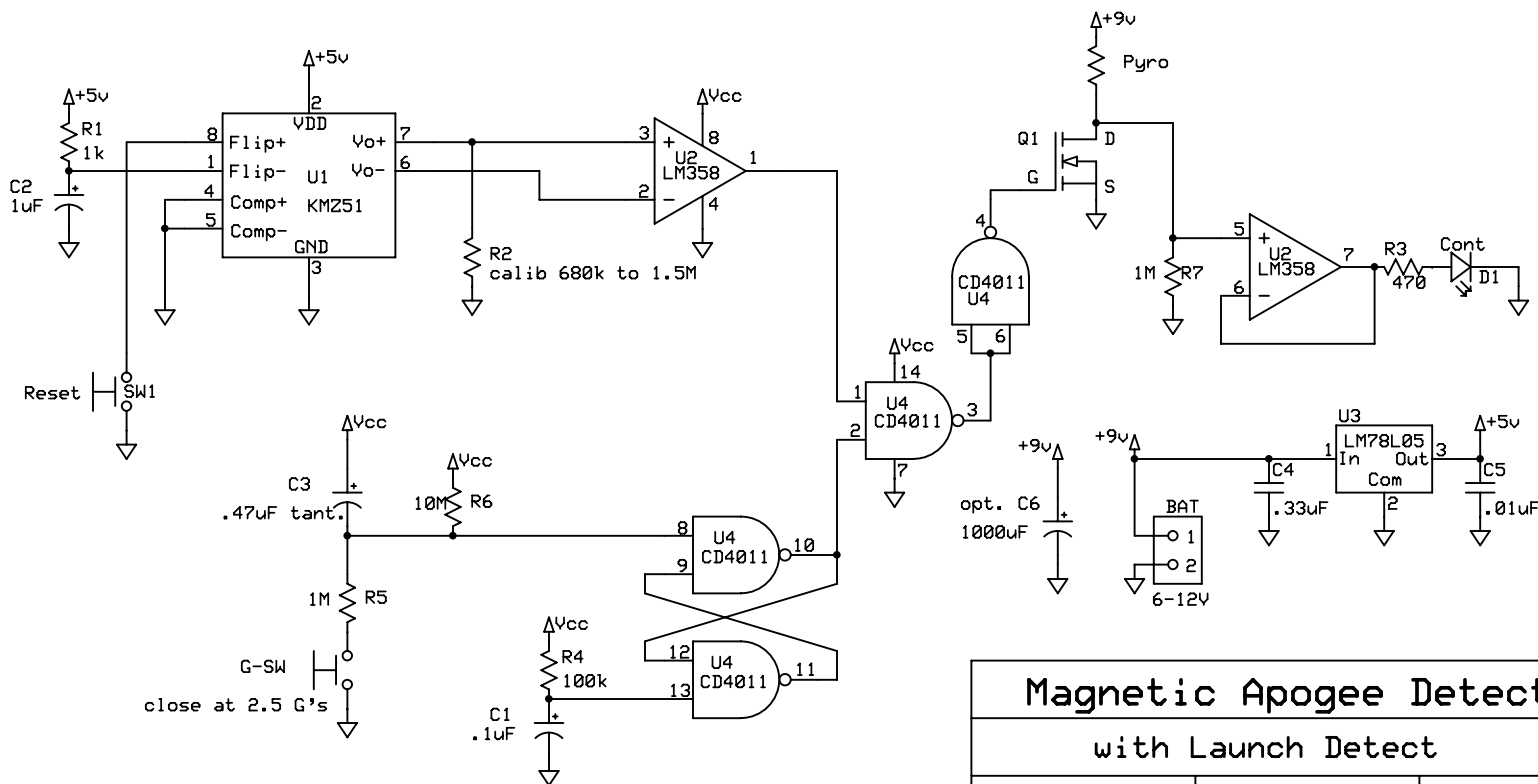 +5v
R1
1k
C2
1uF
+
+5v
2
VDD
8 Flip+
1 Flip-
4 Comp+
5 Comp-
U1
KMZ51
Vo+ 7
Vo- 6
GND
3
R2
calib 680k to 1.5M
Vcc
3 +
2 -
8
U2
LM358
1
4
Reset
SW1
+9v
Pyro
Q1
D
G
S
4
CD4011
U4
5 6
1M R7
5 +
6 -
U2
LM358
7
R3
470
Cont
D1
Vcc
14
1
2
U4
CD4011
3
7
Vcc
C3
.47uF tant.
+
Vcc
10M R6
1M R5
G-SW
close at 2.5 G's
8
9
U4
CD4011
10
Vcc
R4
100k
C1
.1uF
+
12
13
U4
CD4011
11
+9v
opt. C6
1000uF
+
+9v
BAT
1
2
6-12V
C4
.33uF
U3
LM78L05
1 In Out 3
Com
2
+5v
C5
.01uF
Magnetic Apogee Detect
with Launch Detect